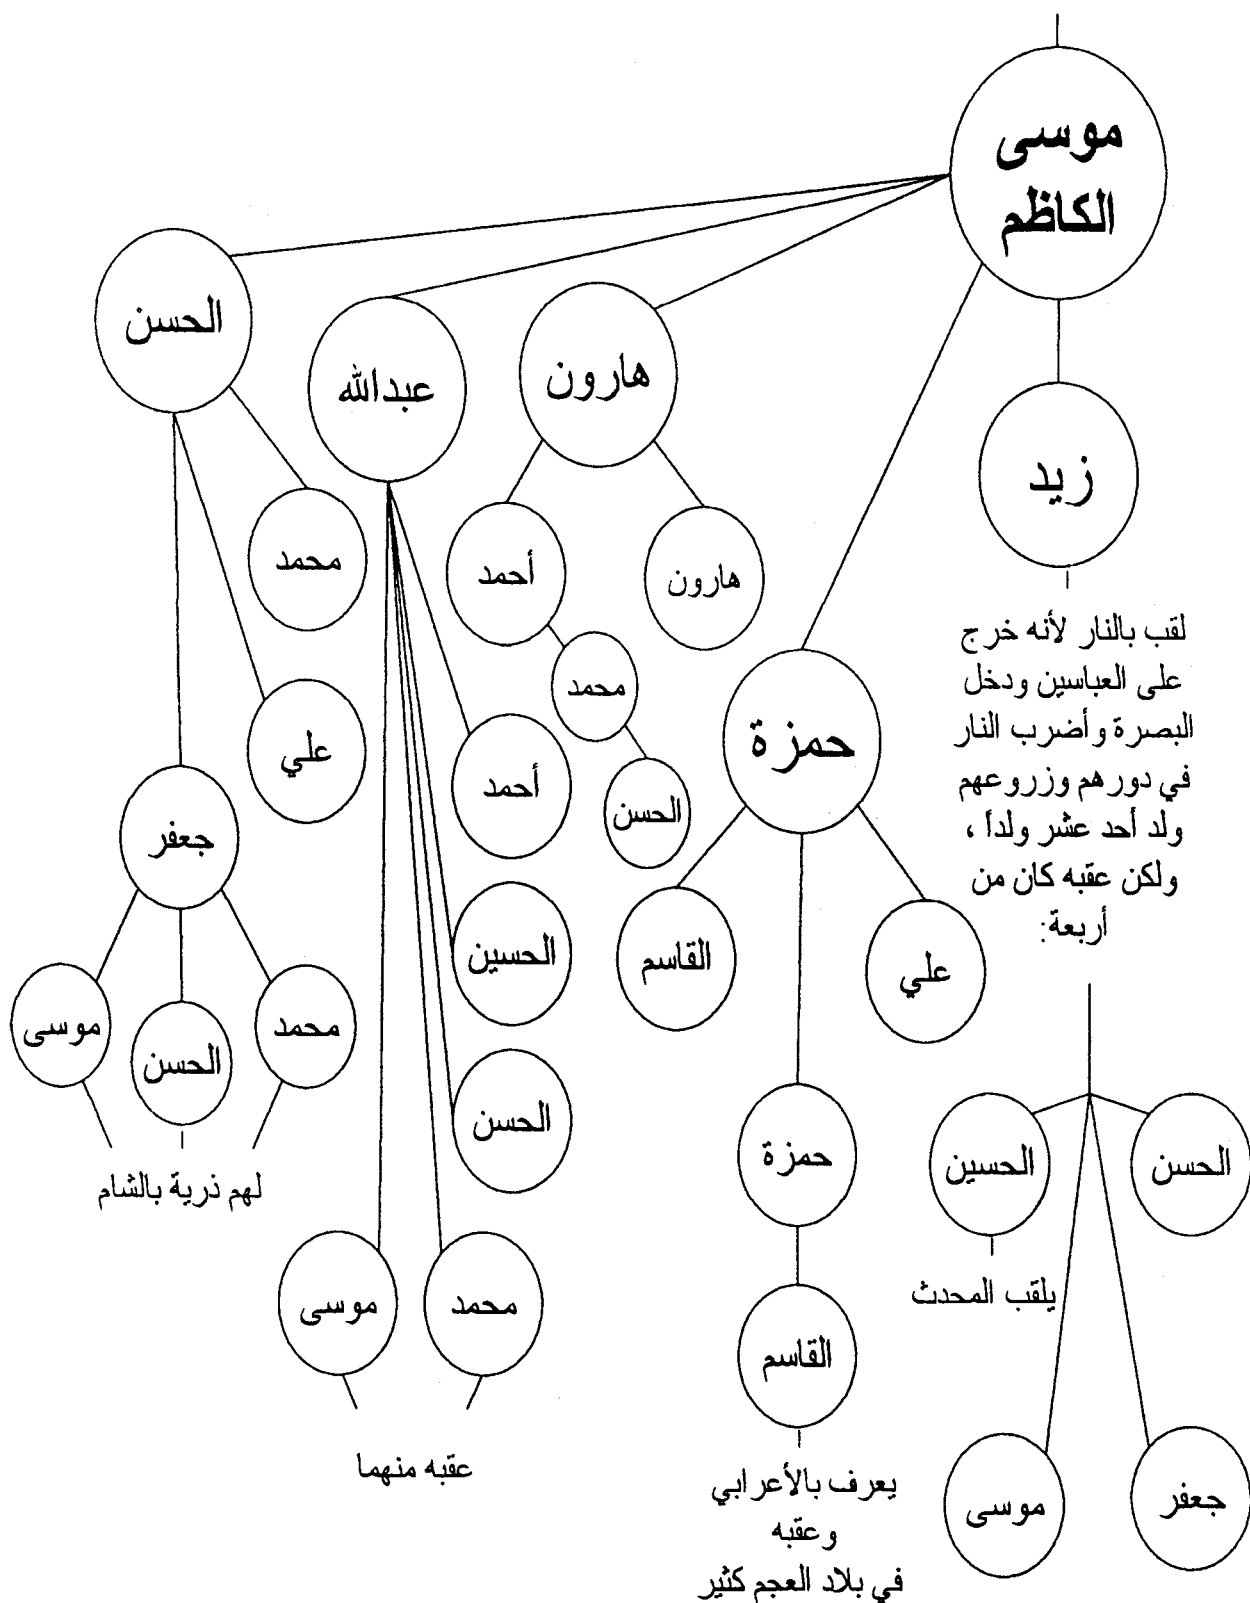 موسى
الكاظم
زيد
لقب بالنار لأنه خرج
على العباسين ودخل
البصرة وأضرب النار
في دورهم وزروعهم
ولد أحد عشر ولداً ،
ولكن عقبه كان من
أربعة:
الحسن
الحسين
يلقب المحدث
جعفر
موسى
حمزة
علي
القاسم
حمزة
القاسم
يعرف بالأعرابي
وعقبه
في بلاد العجم كثير
هارون
هارون
أحمد
محمد
الحسن
عبدالله
أحمد
الحسين
الحسن
محمد
موسى
عقبه منهما
الحسن
محمد
علي
جعفر
محمد
الحسن
موسى
لهم ذرية بالشام